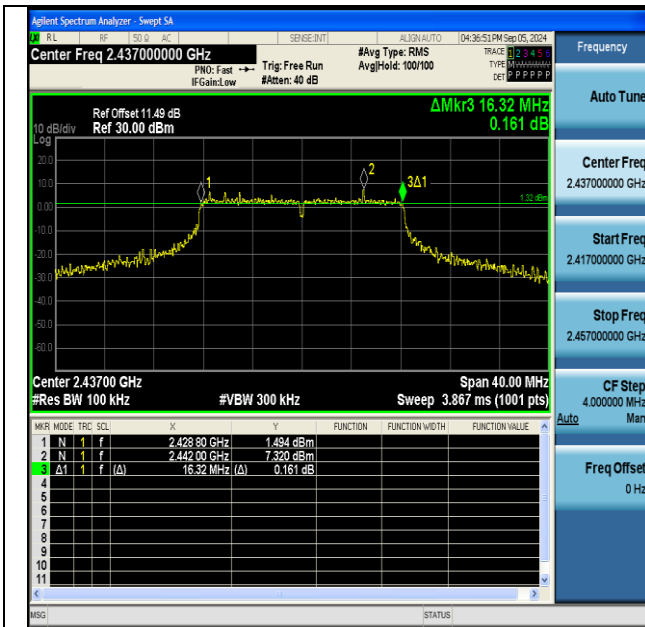 Agilent Spectrum Analyzer - Swept SA
RL RF 50 Ω AC SENSE:INT ALIGN AUTO 04:36:51 PM Sep 05, 2024
Center Freq 2.437000000 GHz #Avg Type: RMS TRACE 1 2 3 4 5 6
PNO: Fast Trig: Free Run Avg|Hold: 100/100 TYPE M
IFGain:Low #Atten: 40 dB DET P P P P P P
Frequency
Auto Tune
Center Freq
2.437000000 GHz
Start Freq
2.417000000 GHz
Stop Freq
2.457000000 GHz
CF Step
4.000000 MHz
Auto Man
Freq Offset
0 Hz
ΔMkr3 16.32 MHz
0.161 dB
Ref Offset 11.49 dB
10 dB/div Ref 30.00 dBm
Log
20.0
10.0
0.00
-10.0
-20.0
-30.0
-40.0
-50.0
-60.0
1
2
3Δ1
1.32 dBm
Center 2.43700 GHz Span 40.00 MHz
#Res BW 100 kHz #VBW 300 kHz Sweep 3.867 ms (1001 pts)
MKR MODE TRC SCL X Y FUNCTION FUNCTION WIDTH FUNCTION VALUE
1 N 1 f 2.428 80 GHz 1.494 dBm
2 N 1 f 2.442 00 GHz 7.320 dBm
3 Δ1 1 f (Δ) 16.32 MHz (Δ) 0.161 dB
4
5
6
7
8
9
10
11
MSG STATUS